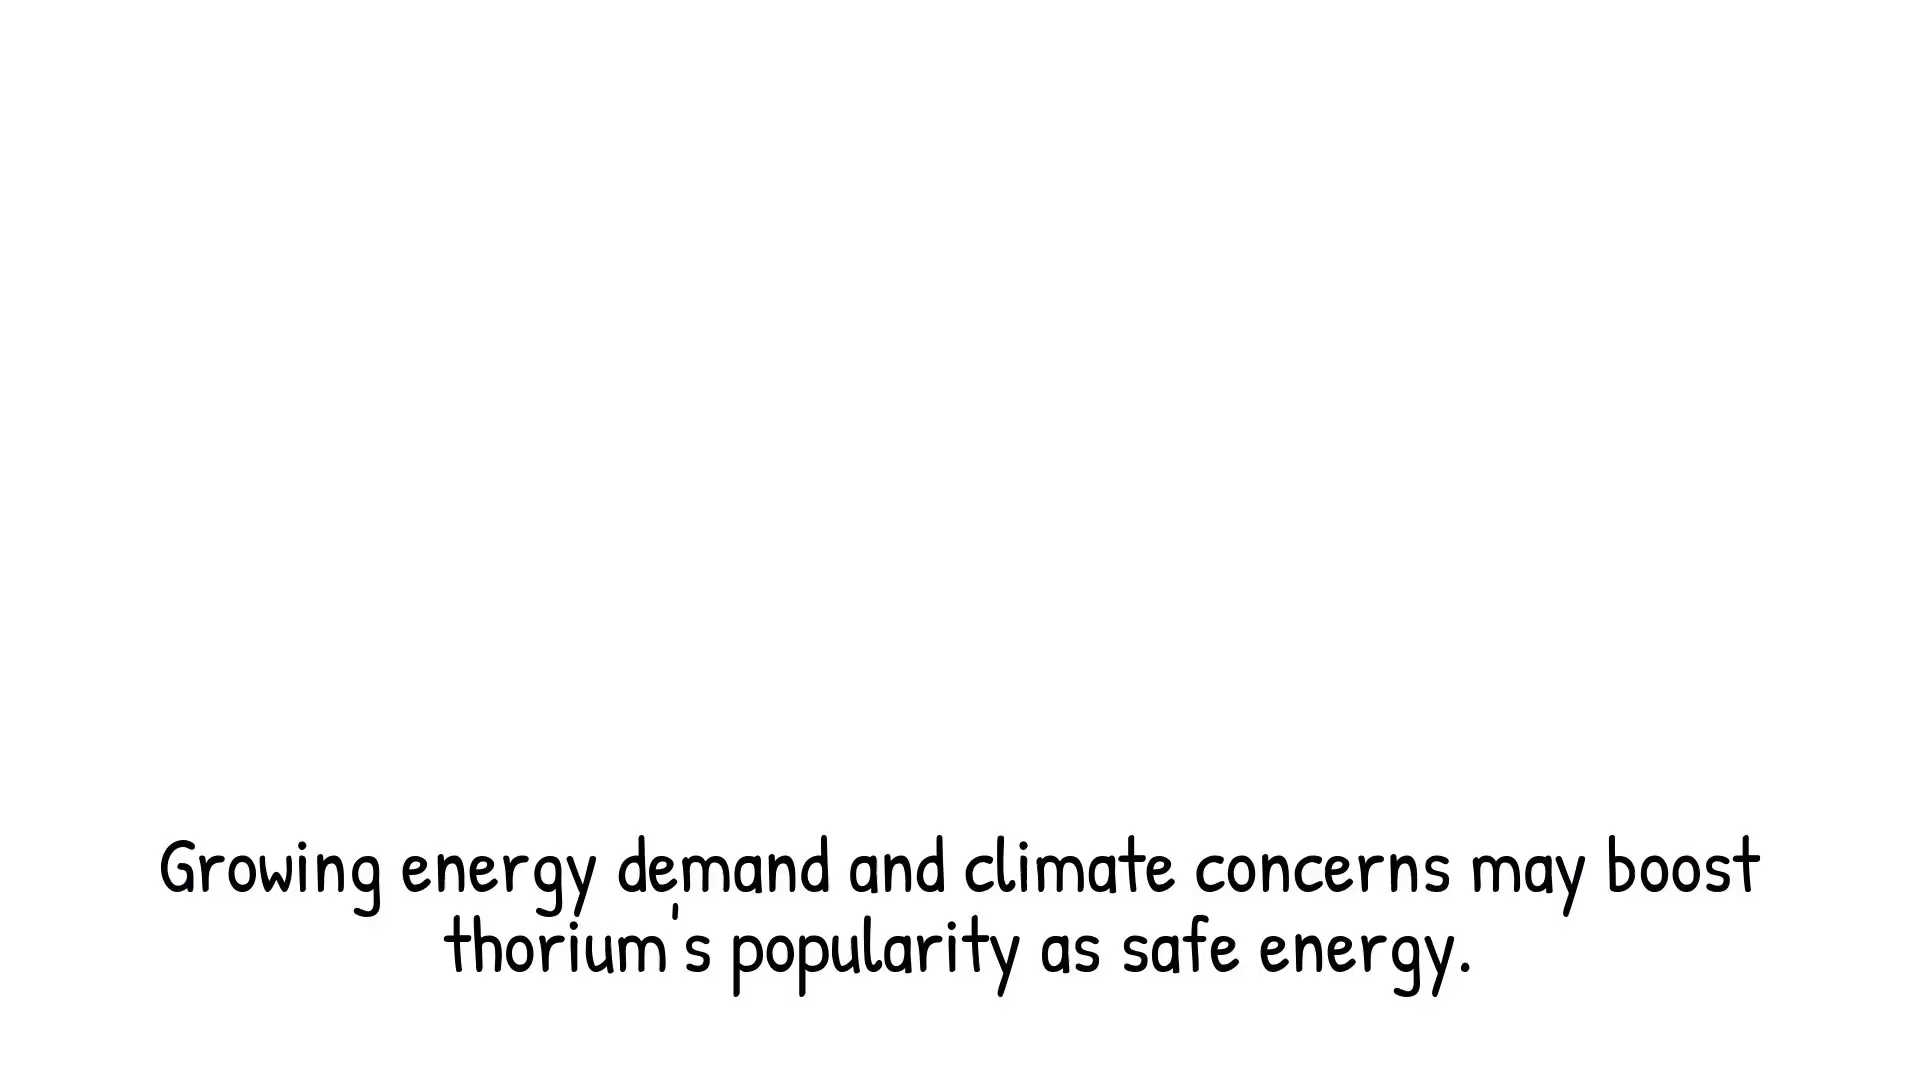 Growing energy demand and climate concerns may boost
thorium's popularity as safe energy.